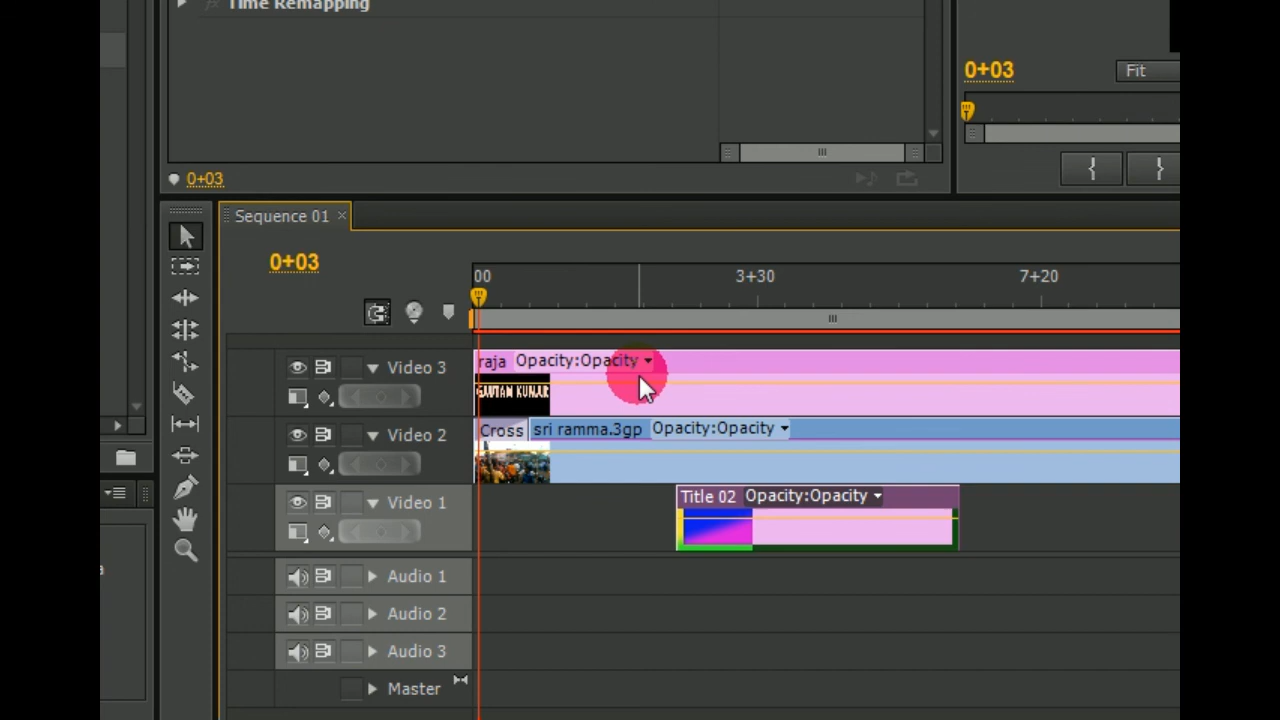 Time Remapping
0+03
Fit
0+03
Sequence 01
0+03
00 3+30 7+20
Video 3
raja Opacity:Opacity
GAUTAM KUMAR
Video 2
Cross sri ramma.3gp Opacity:Opacity
Video 1
Title 02 Opacity:Opacity
Audio 1
Audio 2
Audio 3
Master